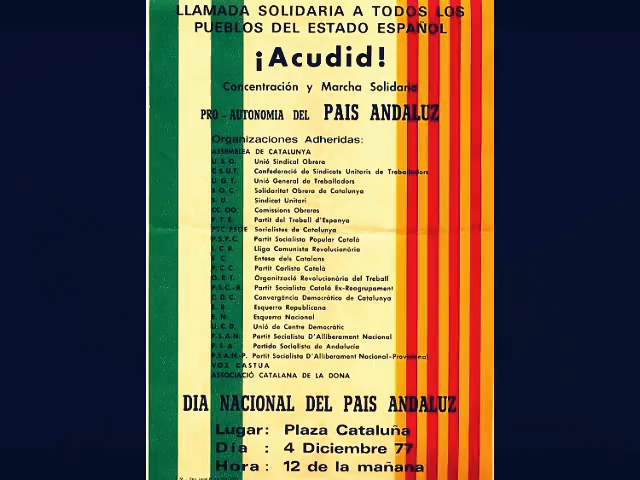 LLAMADA SOLIDARIA A TODOS LOS
PUEBLOS DEL ESTADO ESPAÑOL
¡Acudid!
Concentración y Marcha Solidaria
PRO - AUTONOMIA DEL PAIS ANDALUZ
Organizaciones Adheridas:
ASSEMBLEA DE CATALUNYA
U.S.O. Unió Sindical Obrera
C.S.U.T. Confederació de Sindicats Unitaris de Treballadors
U.G.T. Unió General de Treballadors
S.O.C. Solidaritat Obrera de Catalunya
S.U. Sindicat Unitari
CC.OO. Comissions Obreres
P.T.E. Partit del Treball d'Espanya
PSC-PSOE Socialistes de Catalunya
P.S.P.C. Partit Socialista Popular Català
L.C.R. Lliga Comunista Revolucionària
E.C. Entesa dels Catalans
P.C.C. Partit Carlista Català
O.R.T. Organització Revolucionària del Treball
P.S.C.-R. Partit Socialista Català Ex-Reagrupament
C.D.C. Convergència Democràtica de Catalunya
E.R. Esquerra Republicana
E.N. Esquerra Nacional
U.C.D. Unió de Centre Democràtic
P.S.A.N. Partit Socialista D'Alliberament Nacional
P.S.A. Partido Socialista de Andalucía
P.S.A.N.-P. Partit Socialista D'Alliberament Nacional-Provisional
VOZ CASTUA
ASSOCIACIÓ CATALANA DE LA DONA
DIA NACIONAL DEL PAIS ANDALUZ
Lugar: Plaza Cataluña
Día : 4 Diciembre 77
Hora : 12 de la mañana